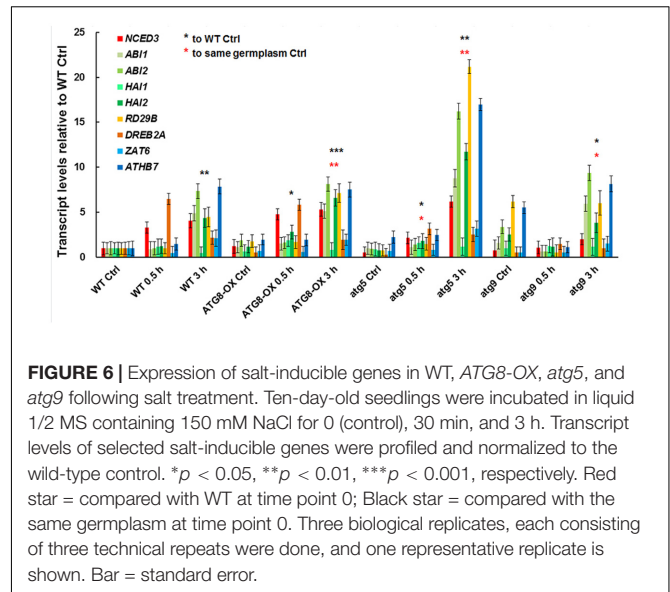 NCED3
ABI1
ABI2
HAI1
HAI2
RD29B
DREB2A
ZAT6
ATHB7
* to WT Ctrl
* to same germplasm Ctrl
Transcript levels relative to WT Ctrl
25
20
15
10
5
0
**
*
***
**
*
*
**
**
*
*
WT Ctrl
WT 0.5 h
WT 3 h
ATG8-OX Ctrl
ATG8-OX 0.5 h
ATG8-OX 3 h
atg5 Ctrl
atg5 0.5 h
atg5 3 h
atg9 Ctrl
atg9 0.5 h
atg9 3 h
FIGURE 6 | Expression of salt-inducible genes in WT, ATG8-OX, atg5, and
atg9 following salt treatment. Ten-day-old seedlings were incubated in liquid
1/2 MS containing 150 mM NaCl for 0 (control), 30 min, and 3 h. Transcript
levels of selected salt-inducible genes were profiled and normalized to the
wild-type control. *p < 0.05, **p < 0.01, ***p < 0.001, respectively. Red
star = compared with WT at time point 0; Black star = compared with the
same germplasm at time point 0. Three biological replicates, each consisting
of three technical repeats were done, and one representative replicate is
shown. Bar = standard error.